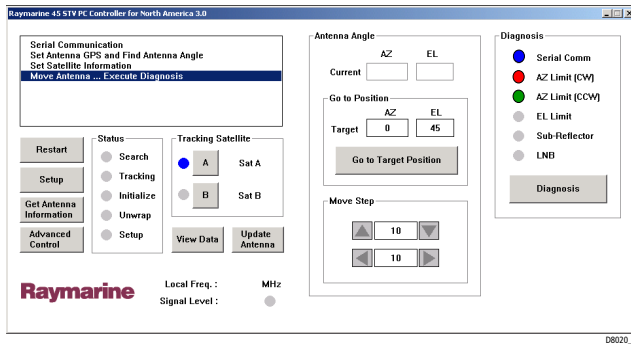 Raymarine 45 STV PC Controller for North America 3.0
Serial Communication
Set Antenna GPS and Find Antenna Angle
Set Satellite Information
Move Antenna ... Execute Diagnosis
Restart
Setup
Get Antenna
Information
Advanced
Control
Status
Search
Tracking
Initialize
Unwrap
Setup
Tracking Satellite
A
Sat A
B
Sat B
View Data
Update
Antenna
Raymarine
Local Freq. :
MHz
Signal Level :
Antenna Angle
AZ
EL
Current
Go to Position
AZ
EL
Target
0
45
Go to Target Position
Move Step
10
10
Diagnosis
Serial Comm
AZ Limit (CW)
AZ Limit (CCW)
EL Limit
Sub-Reflector
LNB
Diagnosis
D8020_